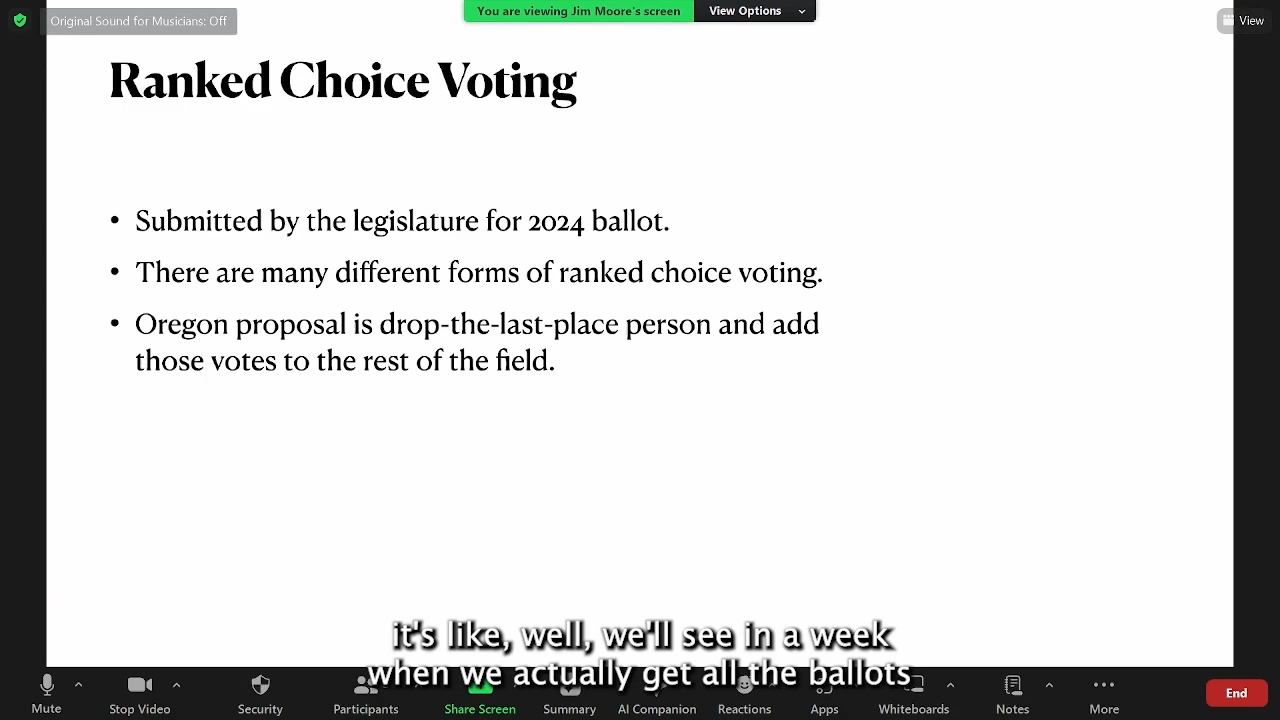 Original Sound for Musicians: Off
You are viewing Jim Moore's screen
View Options
View
Ranked Choice Voting
• Submitted by the legislature for 2024 ballot.
• There are many different forms of ranked choice voting.
• Oregon proposal is drop-the-last-place person and add
those votes to the rest of the field.
it's like, well, we'll see in a week
when we actually get all the ballots
Mute
Stop Video
Security
Participants
Share Screen
Summary
AI Companion
Reactions
Apps
Whiteboards
Notes
More
End